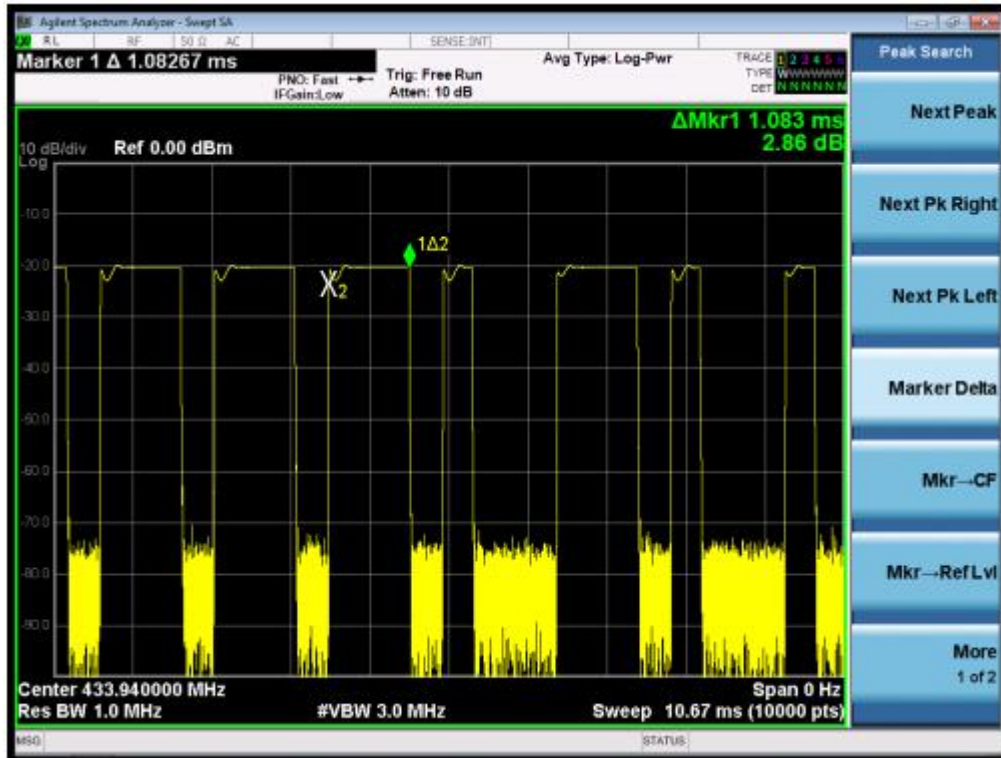 Agilent Spectrum Analyzer - Swept SA
RL RF 50 Ω AC SENSE:INT
Marker 1 Δ 1.08267 ms
PNO: Fast
IFGain:Low
Trig: Free Run
Atten: 10 dB
Avg Type: Log-Pwr
TRACE 1 2 3 4 5 6
TYPE WWWWWW
DET N N N N N N
ΔMkr1 1.083 ms
2.86 dB
10 dB/div Ref 0.00 dBm
Log
-10.0
-20.0
-30.0
-40.0
-50.0
-60.0
-70.0
-80.0
-90.0
1Δ2
X2
Center 433.940000 MHz
Span 0 Hz
Res BW 1.0 MHz
#VBW 3.0 MHz
Sweep 10.67 ms (10000 pts)
MSG
STATUS
Peak Search
Next Peak
Next Pk Right
Next Pk Left
Marker Delta
Mkr→CF
Mkr→Ref Lvl
More
1 of 2